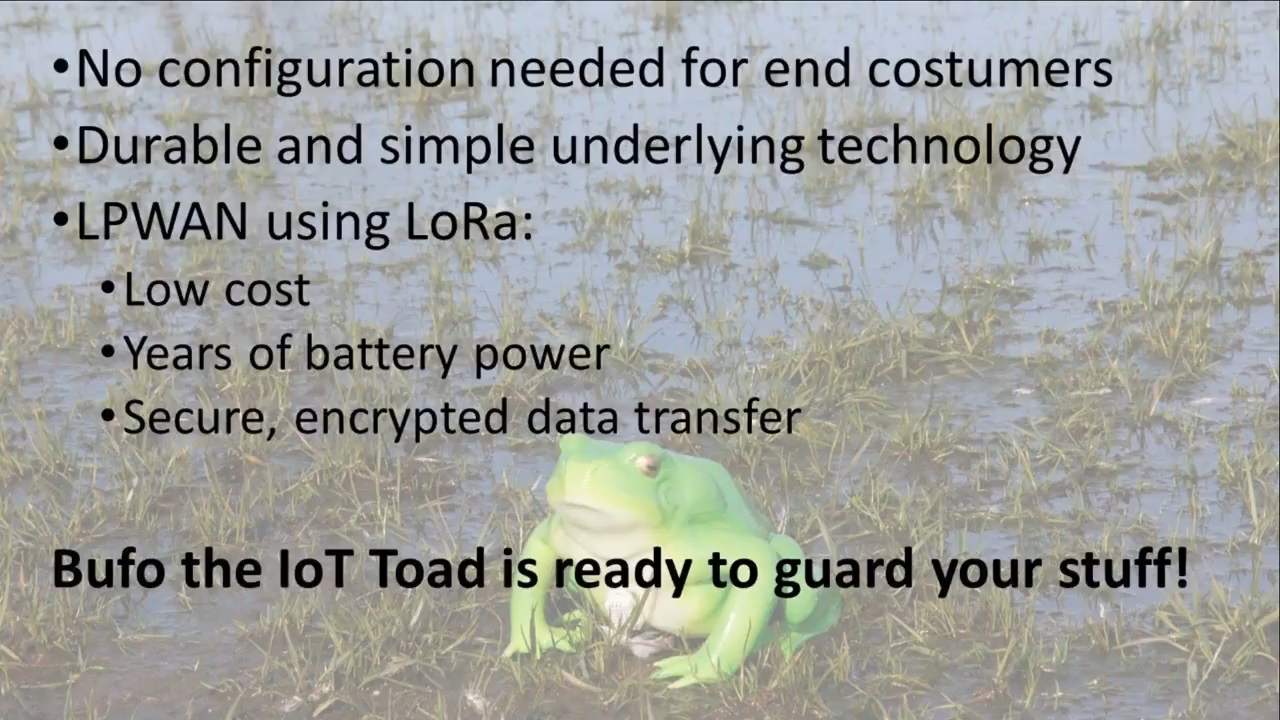 •No configuration needed for end costumers
•Durable and simple underlying technology
•LPWAN using LoRa:
•Low cost
•Years of battery power
•Secure, encrypted data transfer
Bufo the IoT Toad is ready to guard your stuff!